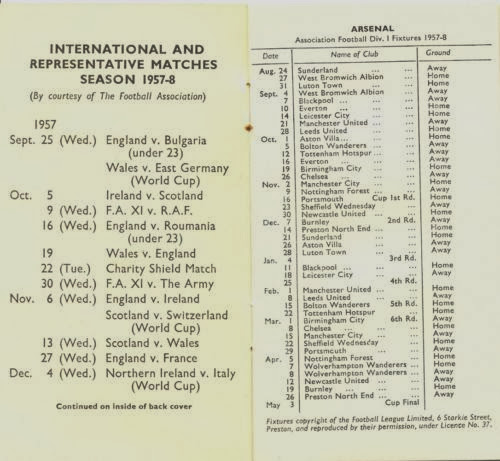 INTERNATIONAL AND
REPRESENTATIVE MATCHES
SEASON 1957-8
(By courtesy of The Football Association)
1957
Sept. 25 (Wed.) England v. Bulgaria
(under 23)
Wales v. East Germany
(World Cup)
Oct. 5 Ireland v. Scotland
9 (Wed.) F.A. XI v. R.A.F.
16 (Wed.) England v. Roumania
(under 23)
19 Wales v. England
22 (Tue.) Charity Shield Match
30 (Wed.) F.A. XI v. The Army
Nov. 6 (Wed.) England v. Ireland
Scotland v. Switzerland
(World Cup)
13 (Wed.) Scotland v. Wales
27 (Wed.) England v. France
Dec. 4 (Wed.) Northern Ireland v. Italy
(World Cup)
Continued on inside of back cover
ARSENAL
Association Football Div. I Fixtures 1957-8
Date Name of Club Ground
Aug. 24 Sunderland ... ... Away
27 West Bromwich Albion ... Home
31 Luton Town ... ... Home
Sept. 4 West Bromwich Albion ... Away
7 Blackpool ... ... ... Away
10 Everton ... ... ... Home
14 Leicester City ... ... Home
21 Manchester United ... ... Away
28 Leeds United ... ... Home
Oct. 1 Aston Villa... ... ... Home
5 Bolton Wanderers ... ... Away
12 Tottenham Hotspur... ... Away
16 Everton ... ... ... Away
19 Birmingham City ... ... Home
26 Chelsea ... ... ... Away
Nov. 2 Manchester City ... ... Home
9 Nottingham Forest ... ... Away
16 Portsmouth Cup 1st Rd. Home
23 Sheffield Wednesday ... Away
30 Newcastle United ... ... Home
Dec. 7 Burnley 2nd Rd. Away
14 Preston North End ... ... Home
21 Sunderland ... ... Home
26 Aston Villa ... ... Away
28 Luton Town ... ... Away
Jan. 4 3rd Rd.
11 Blackpool ... ... ... Home
18 Leicester City ... ... Away
25 4th Rd.
Feb. 1 Manchester United ... ... Home
8 Leeds United ... ... Away
15 Bolton Wanderers 5th Rd. Home
22 Tottenham Hotspur ... Home
Mar. 1 Birmingham City 6th Rd. Away
8 Chelsea ... ... ... Home
15 Manchester City ... ... Away
22 Sheffield Wednesday ... Home
29 Portsmouth ... ... Away
Apr. 5 Nottingham Forest ... ... Home
7 Wolverhampton Wanderers ... Home
8 Wolverhampton Wanderers ... Away
12 Newcastle United ... ... Away
19 Burnley ... ... ... Home
26 Preston North End ... ... Away
May 3 Cup Final
Fixtures copyright of the Football League Limited, 6 Starkie Street,
Preston, and reproduced by their permission, under Licence No. 37.